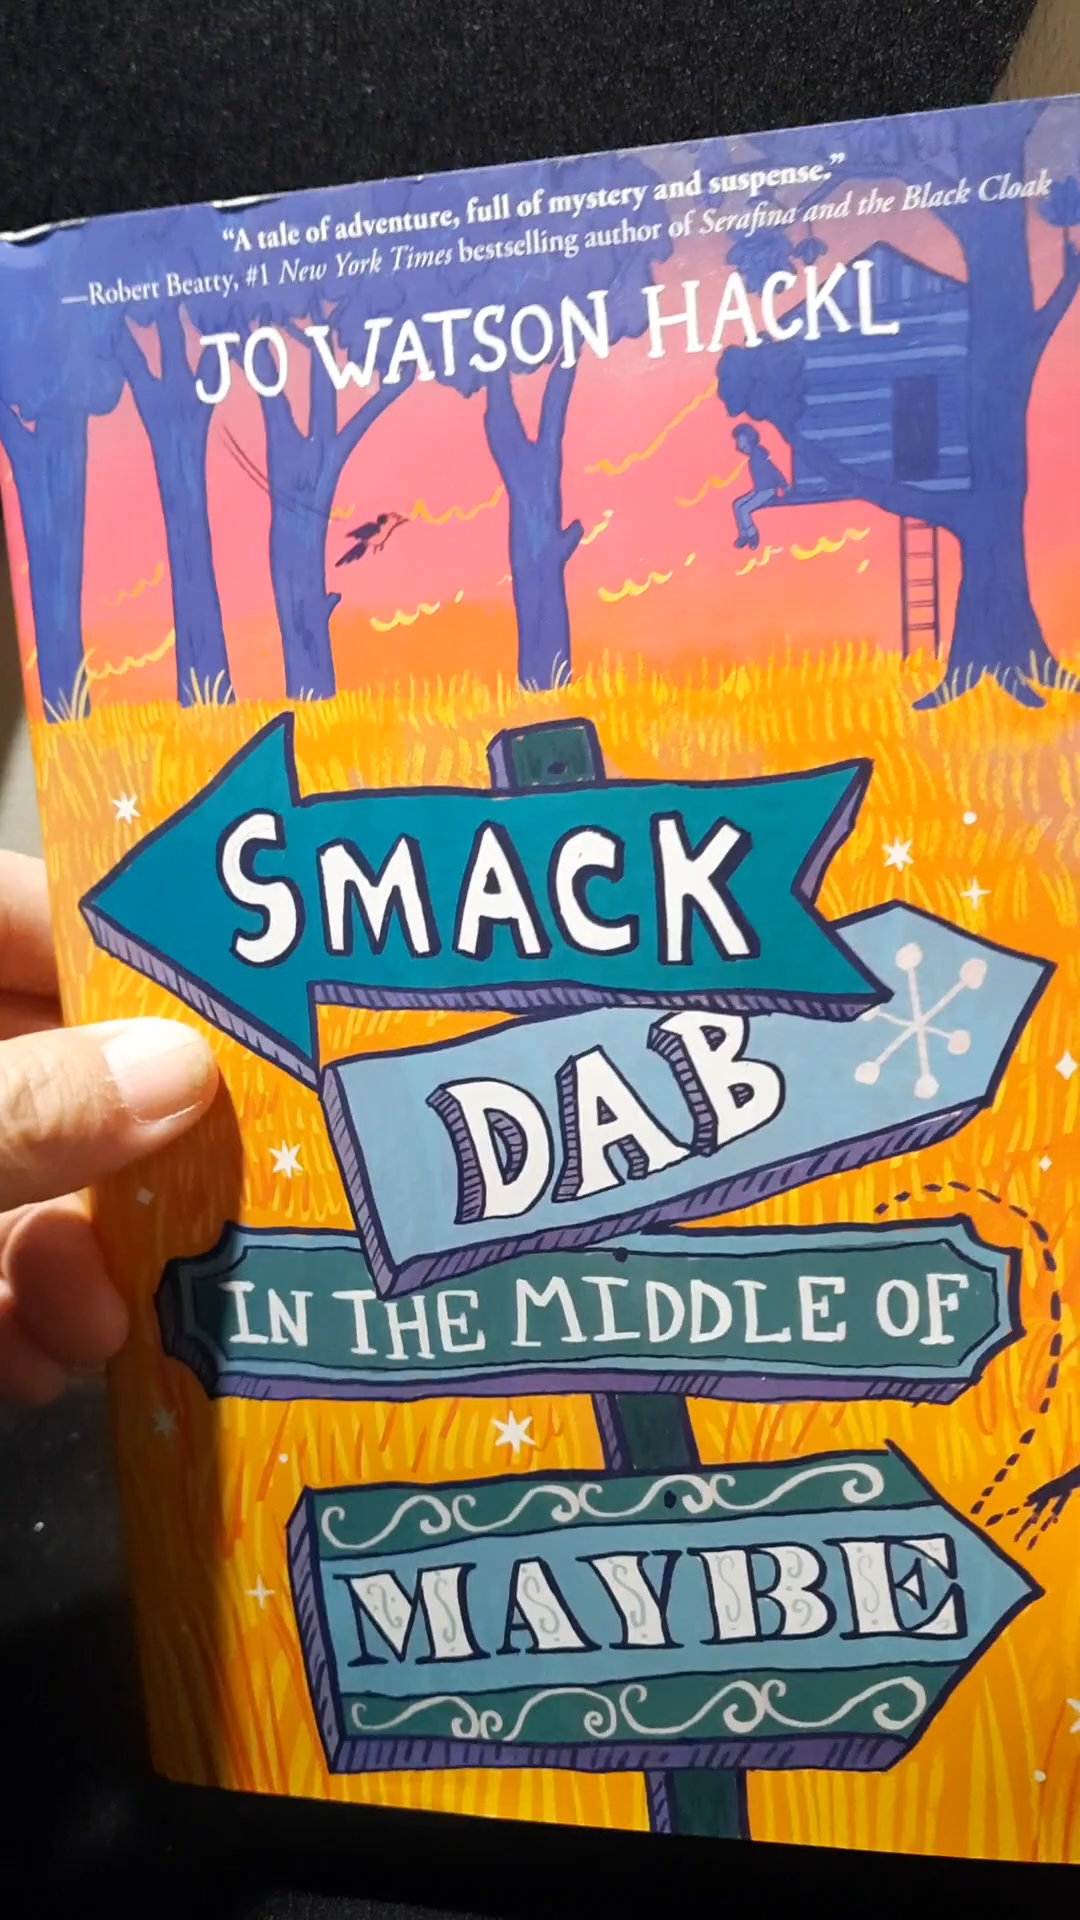 “A tale of adventure, full of mystery and suspense.”
—Robert Beatty, #1 New York Times bestselling author of Serafina and the Black Cloak
JO WATSON HACKL
SMACK
DAB
IN THE MIDDLE OF
MAYBE